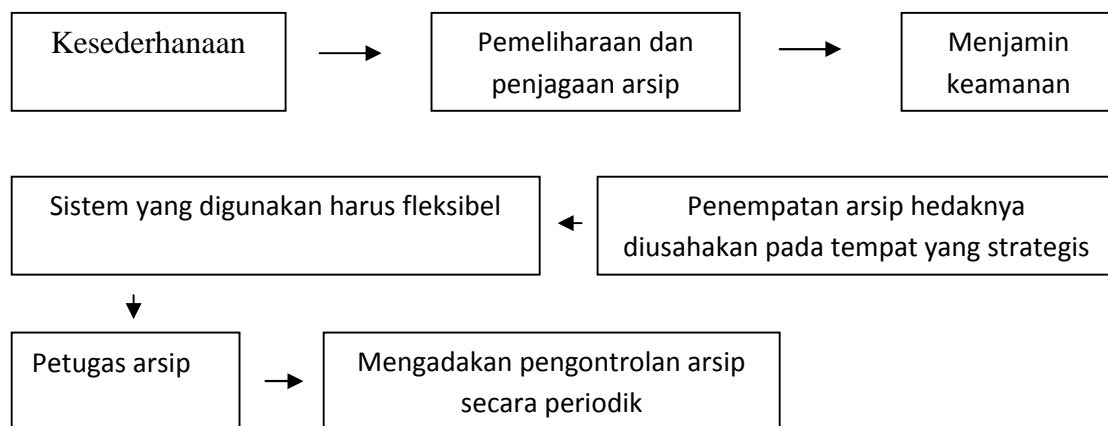 Kesederhanaan
Pemeliharaan dan
penjagaan arsip
Menjamin
keamanan
Sistem yang digunakan harus fleksibel
Penempatan arsip hedaknya
diusahakan pada tempat yang strategis
Petugas arsip
Mengadakan pengontrolan arsip
secara periodik